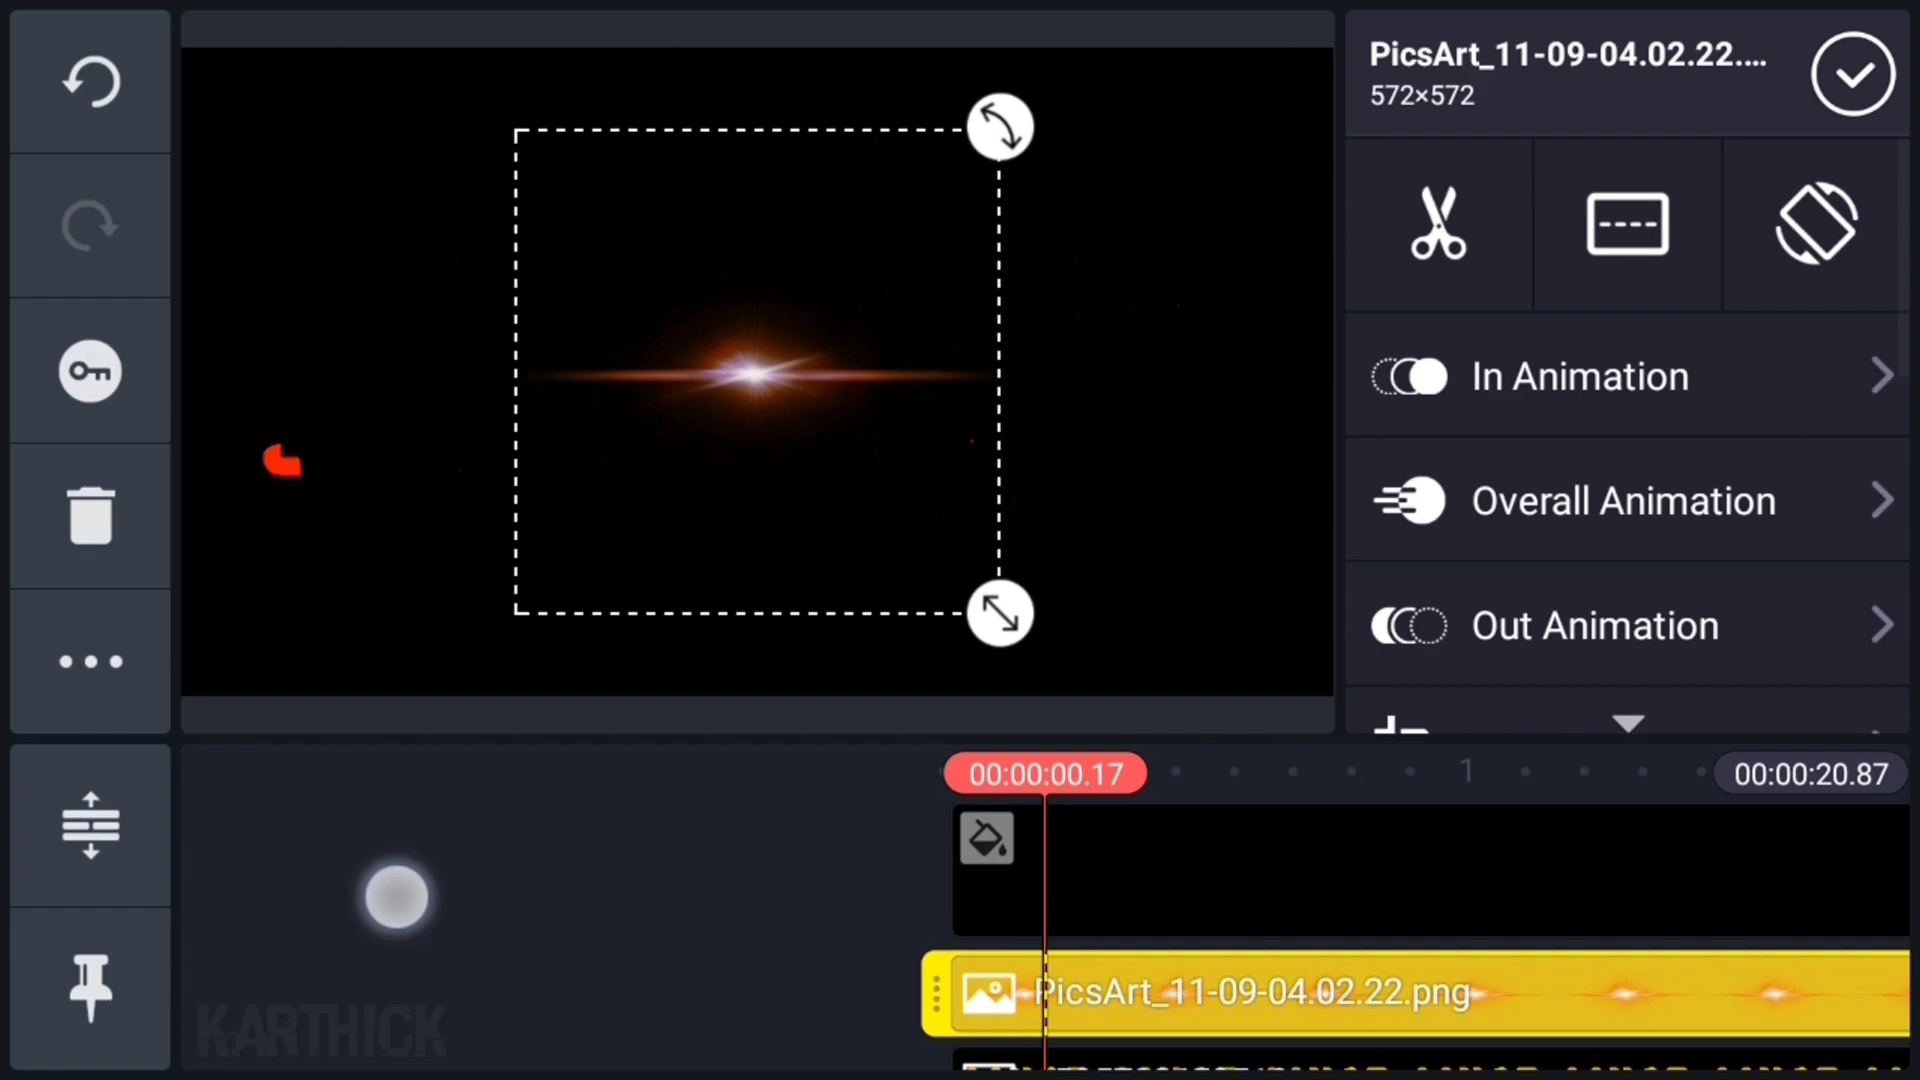 PicsArt_11-09-04.02.22....
572×572
In Animation
Overall Animation
Out Animation
00:00:00.17
1
00:00:20.87
PicsArt_11-09-04.02.22.png
KARTHICK